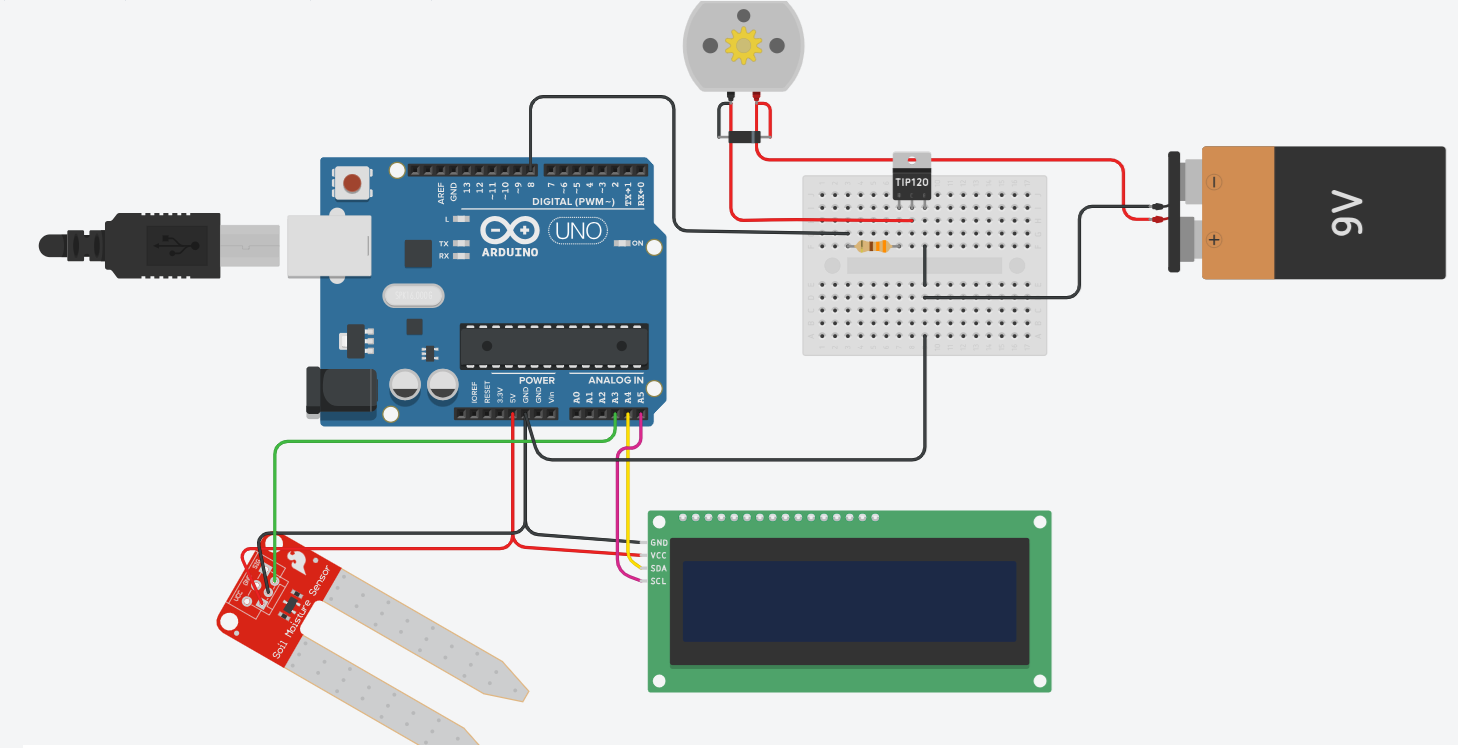 TIP120
9V
AREF
GND
13
12
~11
~10
~9
8
7
~6
~5
4
~3
2
TX→1
RX←0
DIGITAL (PWM~)
L
TX
RX
ON
UNO
ARDUINO
POWER
ANALOG IN
IOREF
RESET
3.3V
5V
GND
GND
Vin
A0
A1
A2
A3
A4
A5
GND
VCC
SDA
SCL
VCC
Soil Moisture Sensor